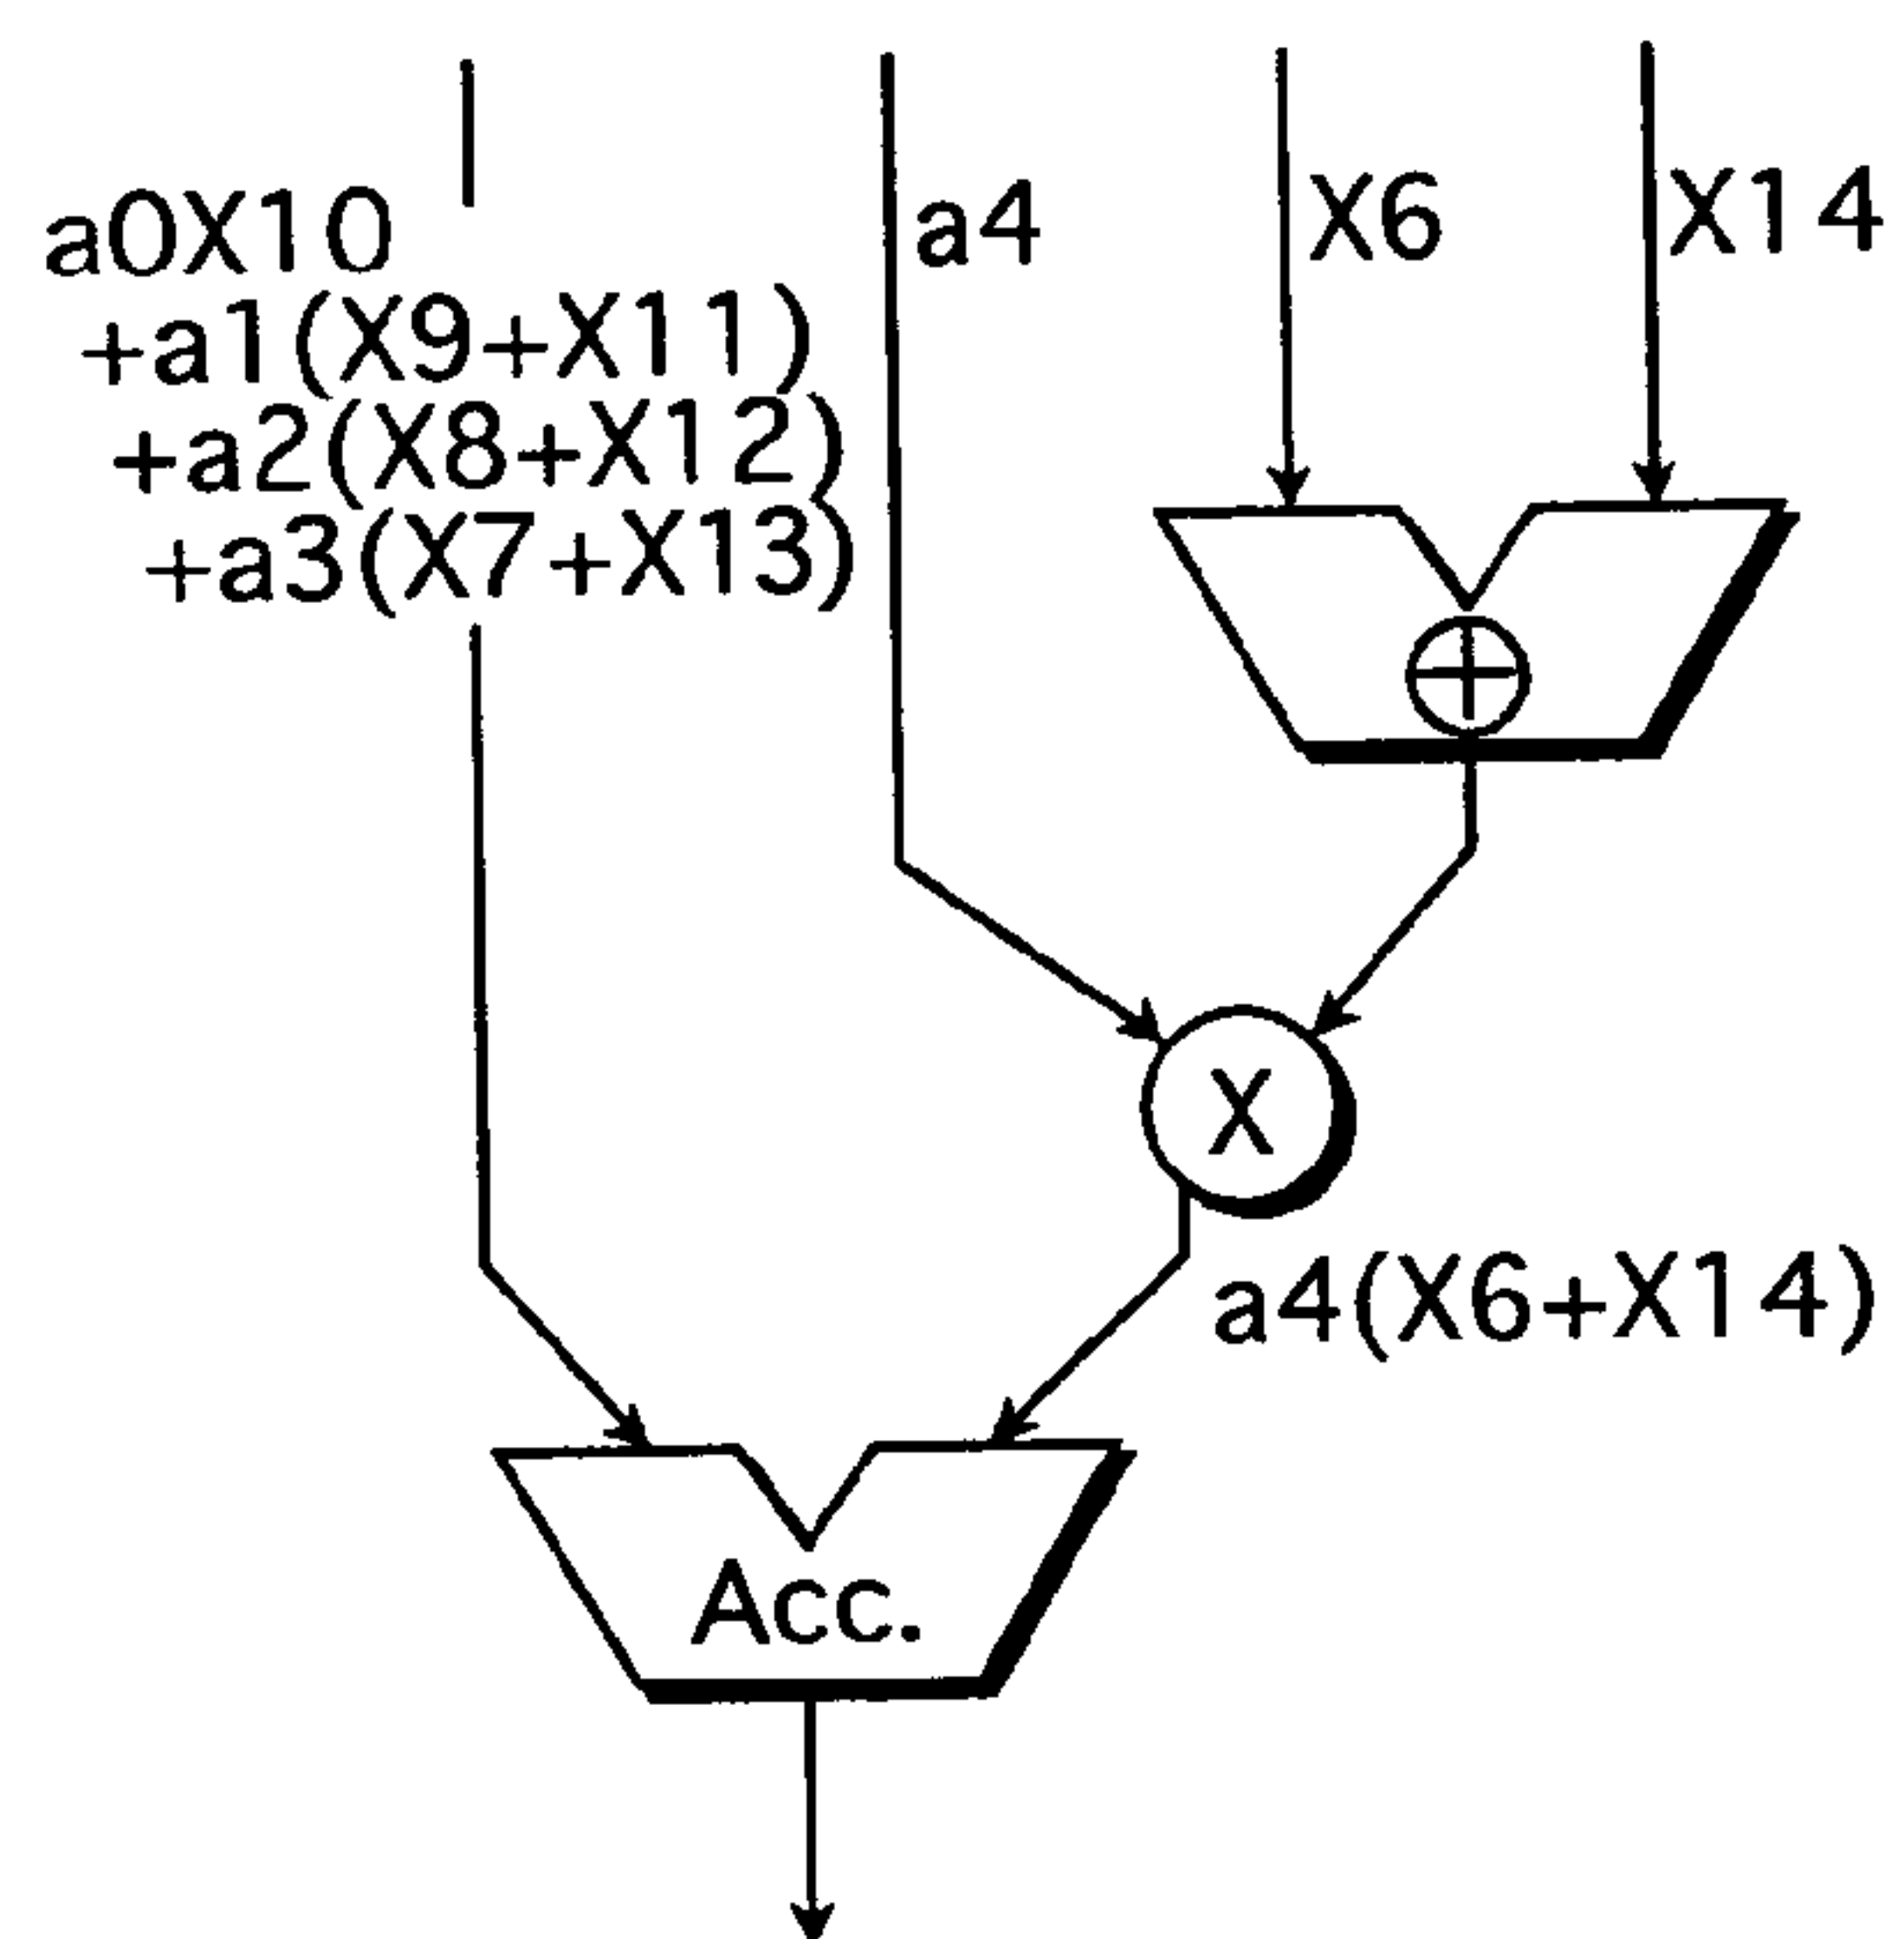 a0X10
+a1(X9+X11)
+a2(X8+X12)
+a3(X7+X13)
a4
X6
X14
X
a4(X6+X14)
Acc.